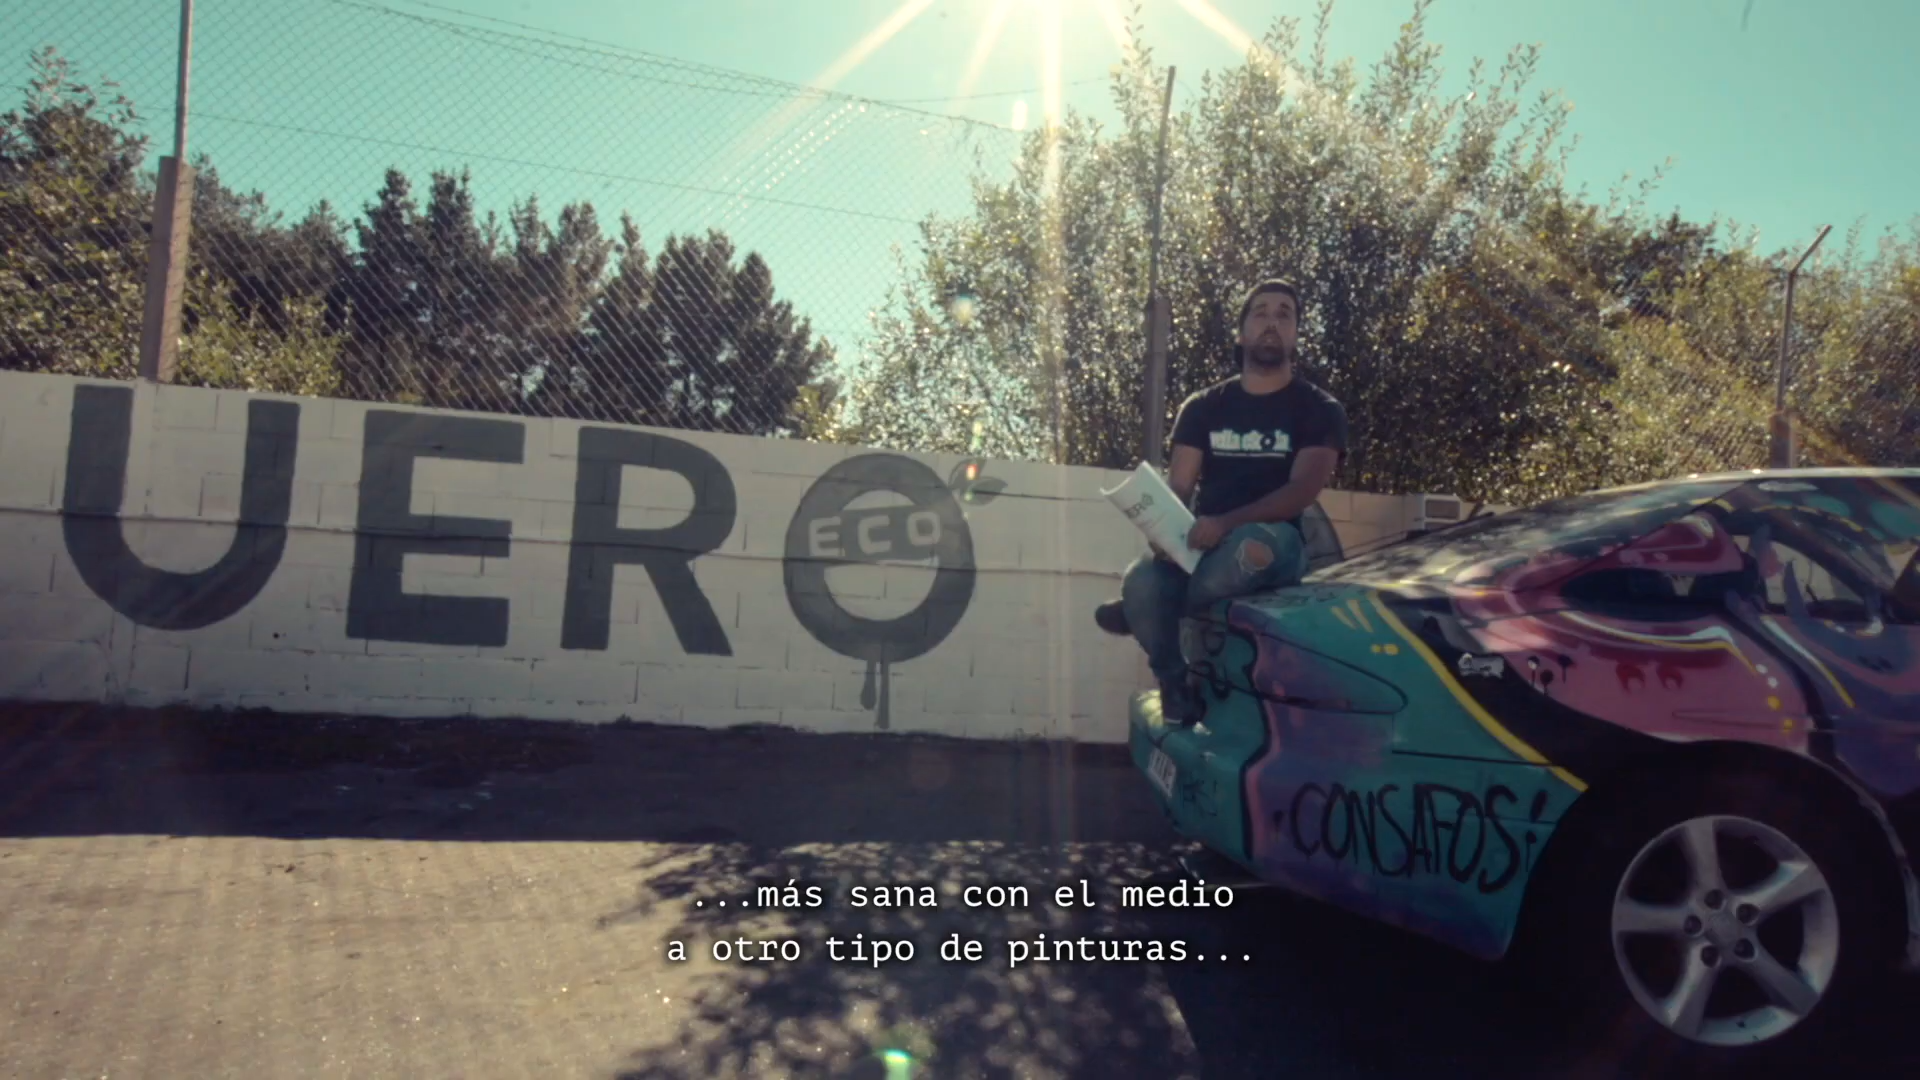 UERO
ECO
CONSAFOS!
...más sana con el medio
a otro tipo de pinturas...